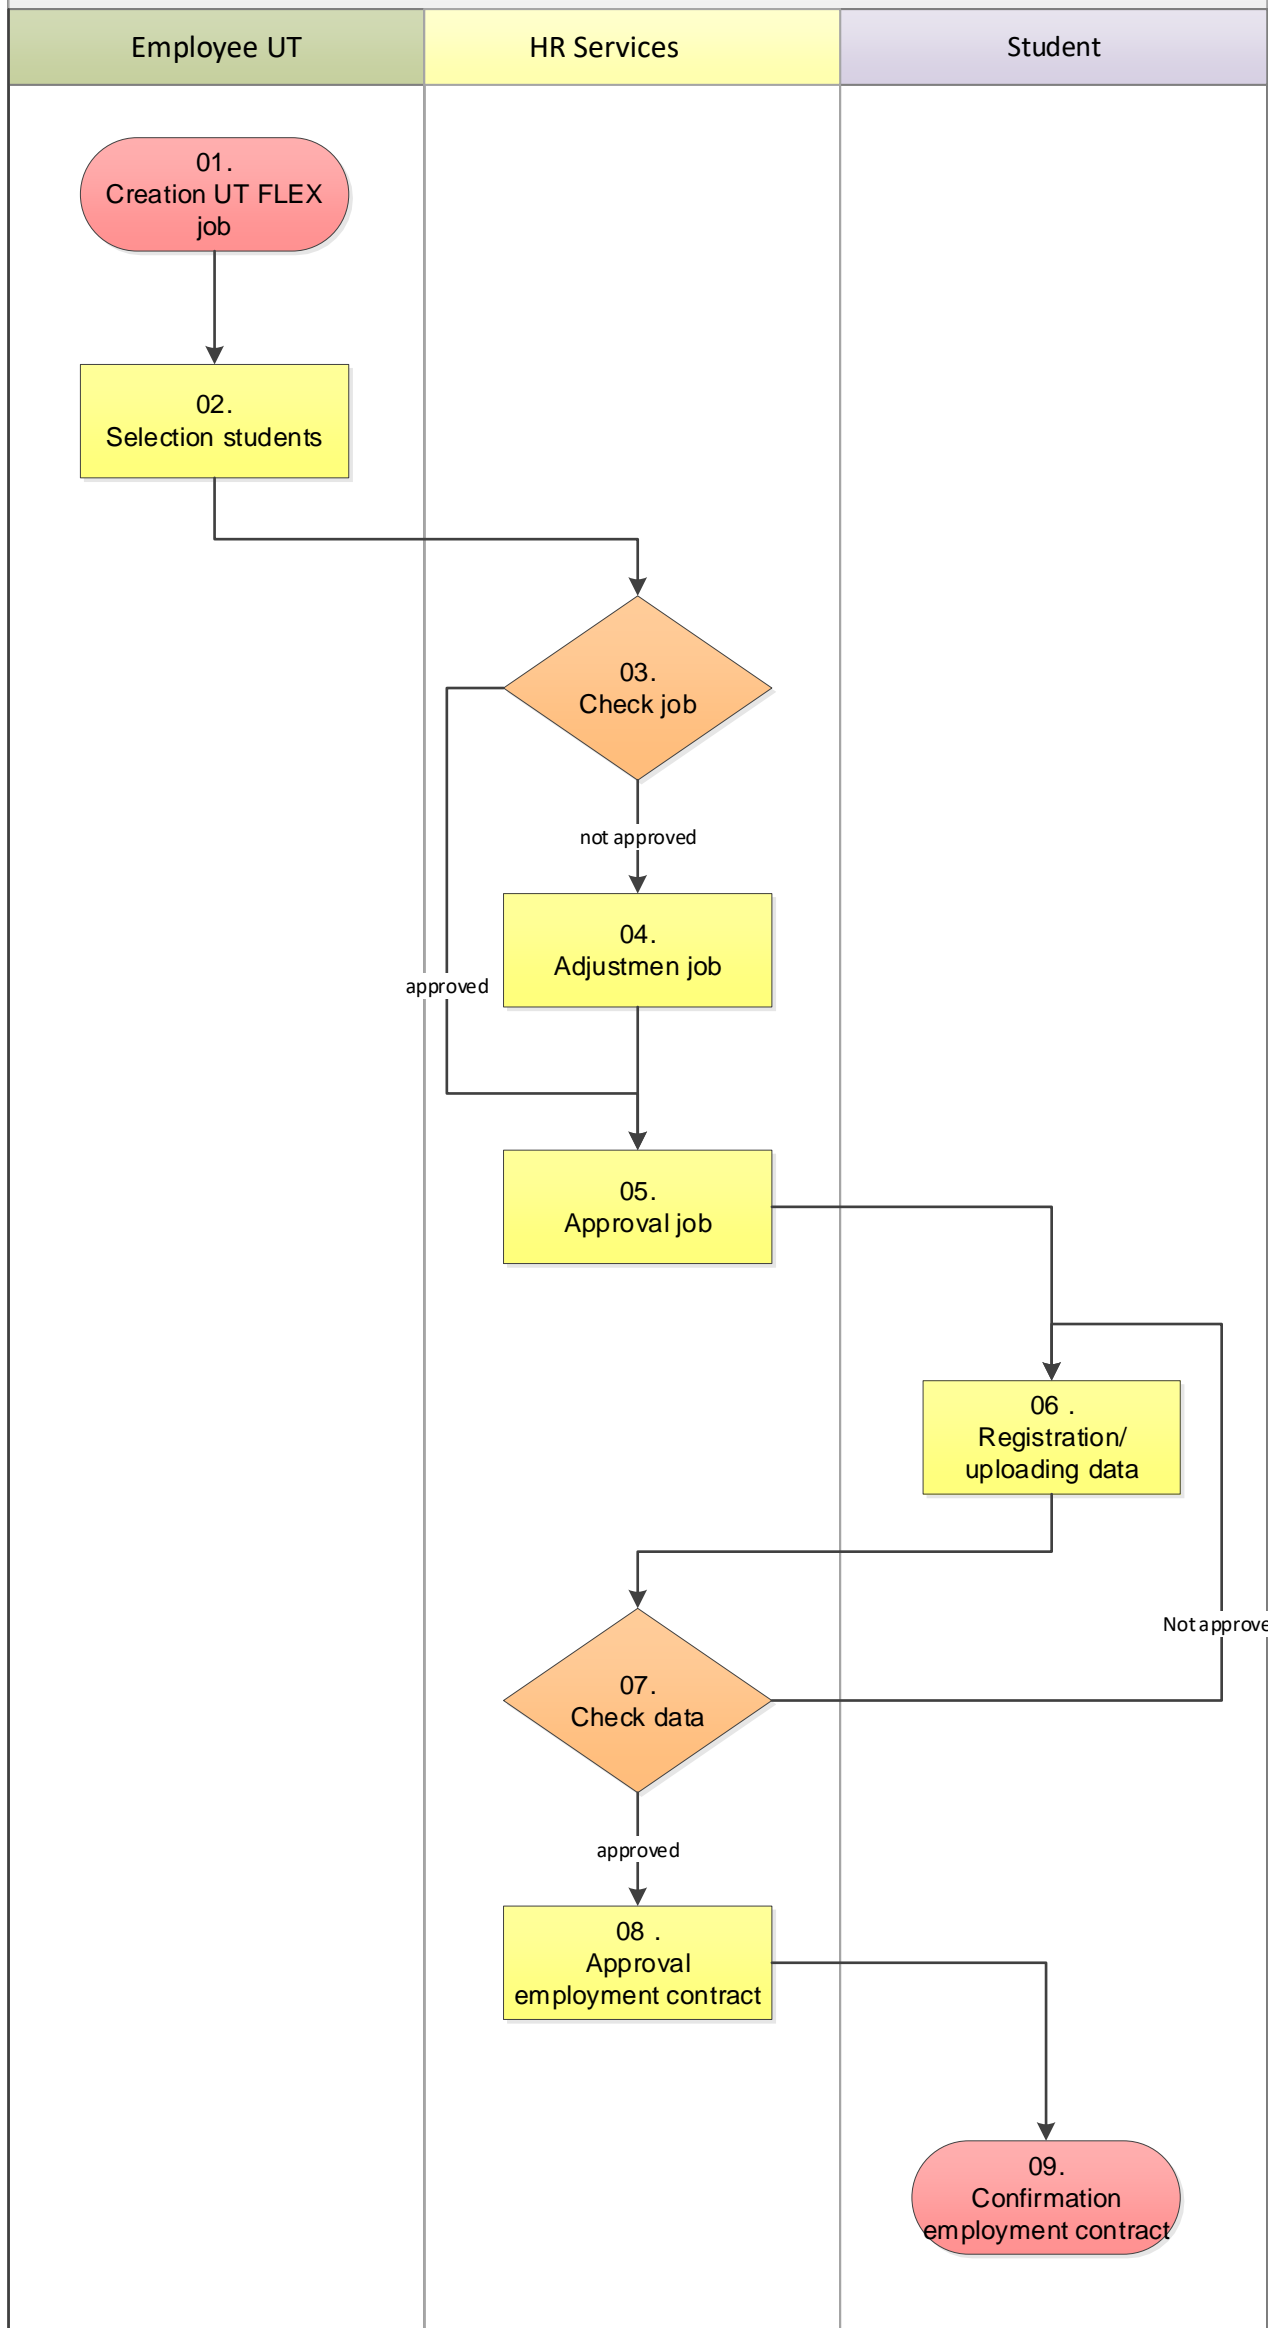 Employee UT
HR Services
Student
01.
Creation UT FLEX
job
02.
Selection students
03.
Check job
not approved
04.
Adjustmen job
approved
05.
Approval job
06 .
Registration/
uploading data
Not approve
07.
Check data
approved
08 .
Approval
employment contract
09.
Confirmation
employment contract